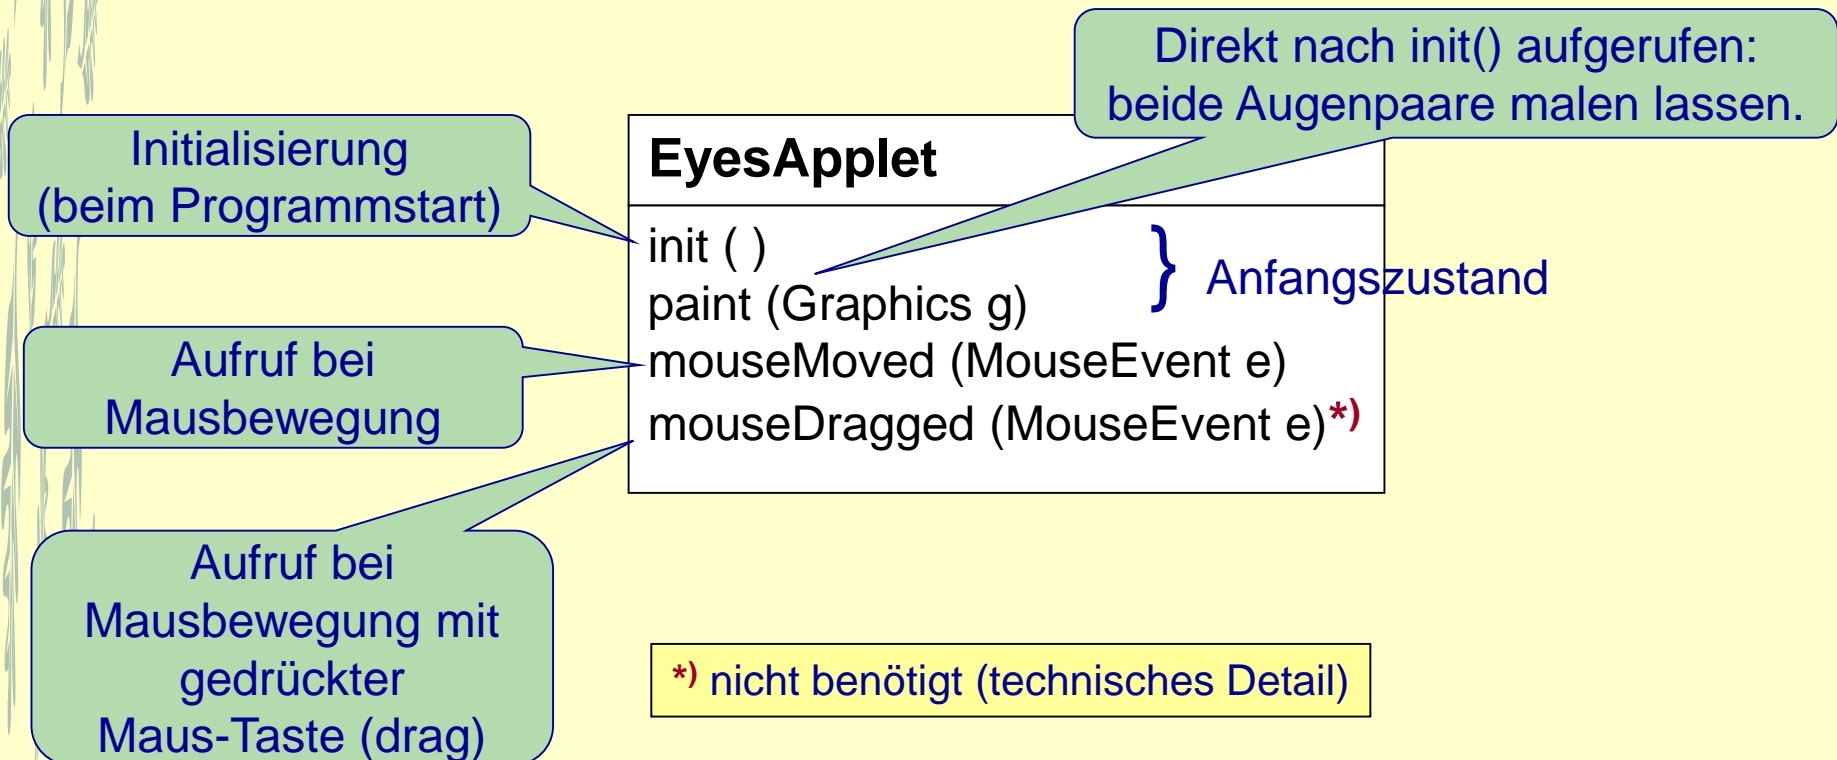 Direkt nach init() aufgerufen:
beide Augenpaare malen lassen.
Initialisierung
(beim Programmstart)
EyesApplet
init ( )
paint (Graphics g)
} Anfangszustand
mouseMoved (MouseEvent e)
mouseDragged (MouseEvent e)*)
Aufruf bei
Mausbewegung
Aufruf bei
Mausbewegung mit
gedrückter
Maus-Taste (drag)
*) nicht benötigt (technisches Detail)